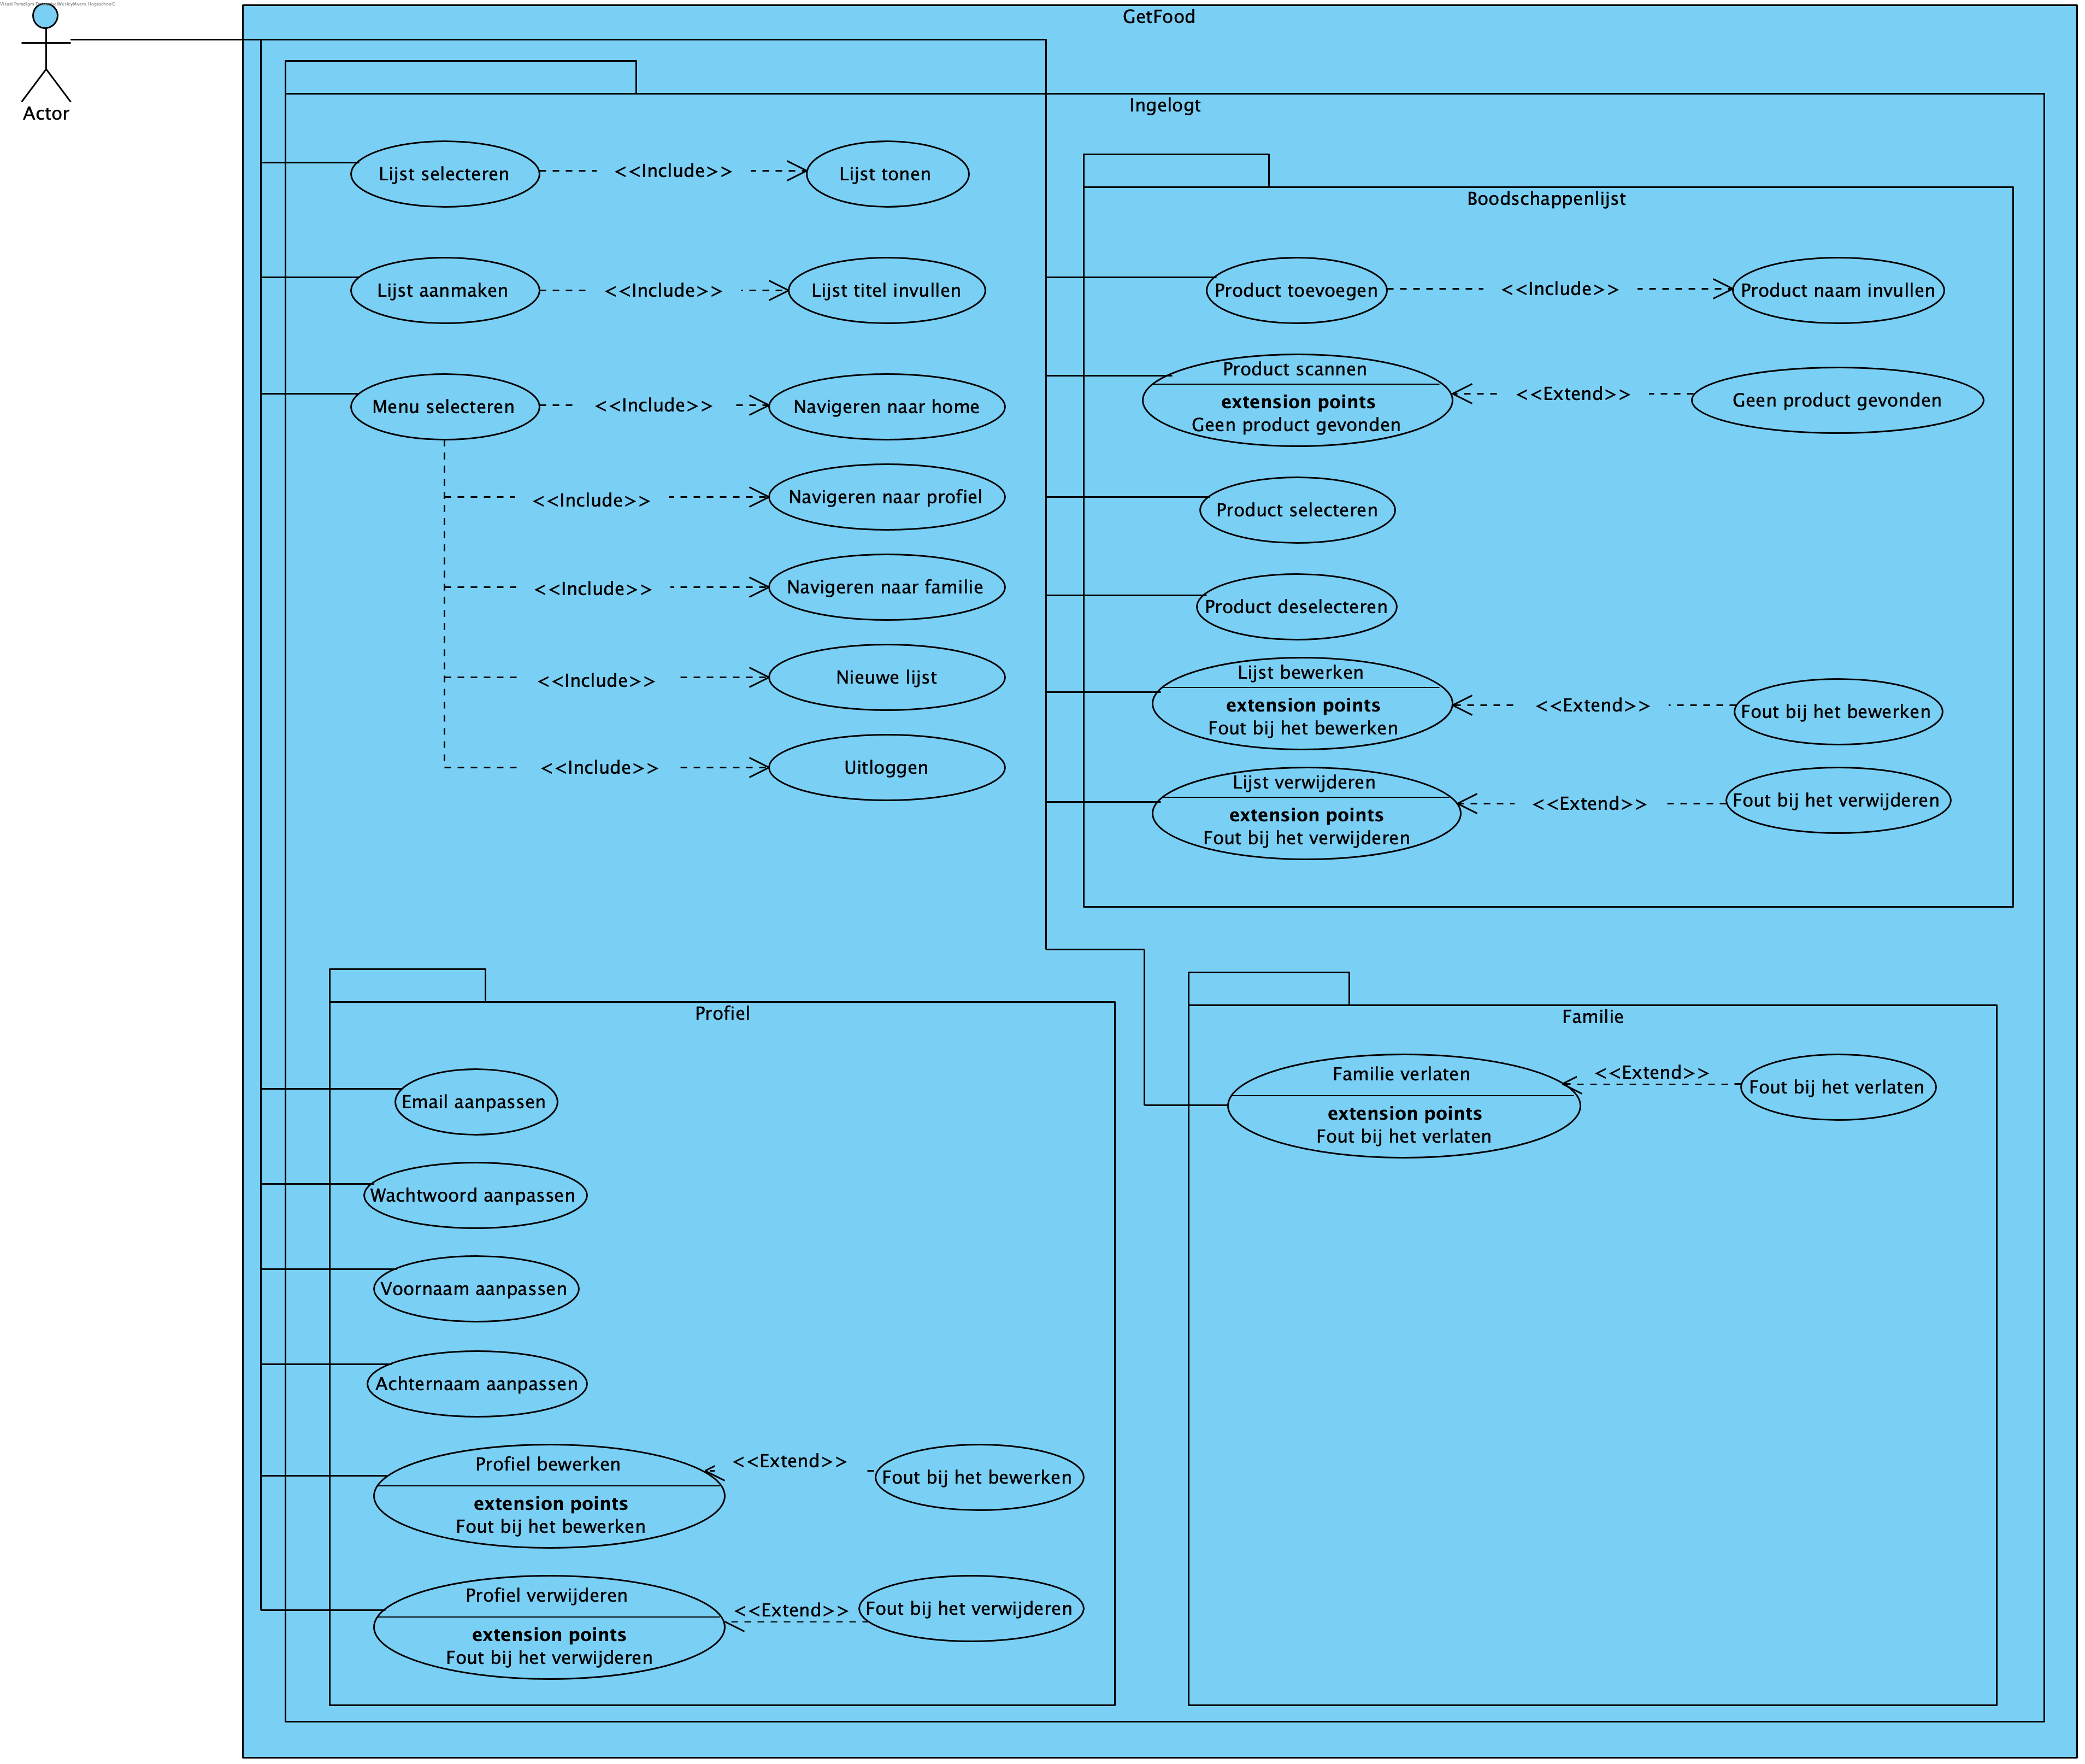 GetFood
Actor
Ingelogt
Lijst selecteren
<<Include>>
Lijst tonen
Lijst aanmaken
<<Include>>
Lijst titel invullen
Menu selecteren
<<Include>>
Navigeren naar home
<<Include>>
Navigeren naar profiel
<<Include>>
Navigeren naar familie
<<Include>>
Nieuwe lijst
<<Include>>
Uitloggen
Boodschappenlijst
Product toevoegen
<<Include>>
Product naam invullen
Product scannen
extension points
Geen product gevonden
<<Extend>>
Geen product gevonden
Product selecteren
Product deselecteren
Lijst bewerken
extension points
Fout bij het bewerken
<<Extend>>
Fout bij het bewerken
Lijst verwijderen
extension points
Fout bij het verwijderen
<<Extend>>
Fout bij het verwijderen
Profiel
Email aanpassen
Wachtwoord aanpassen
Voornaam aanpassen
Achternaam aanpassen
Profiel bewerken
extension points
Fout bij het bewerken
<<Extend>>
Fout bij het bewerken
Profiel verwijderen
extension points
Fout bij het verwijderen
<<Extend>>
Fout bij het verwijderen
Familie
Familie verlaten
extension points
Fout bij het verlaten
<<Extend>>
Fout bij het verlaten